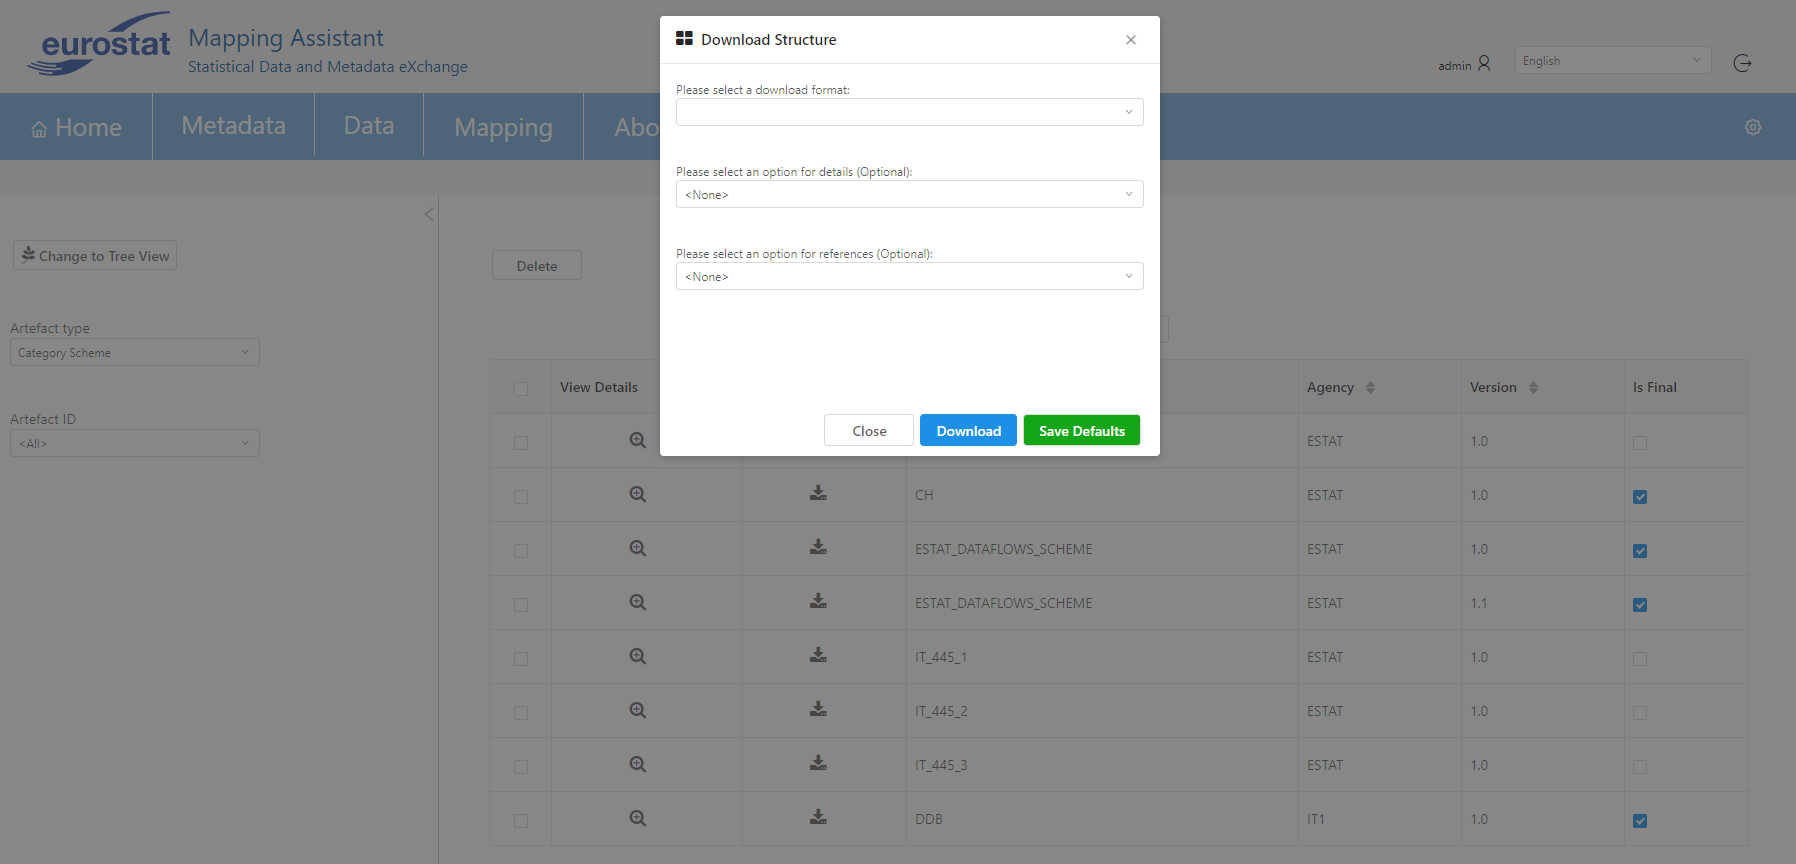 eurostat
Mapping Assistant
Statistical Data and Metadata eXchange
admin
English
Home
Metadata
Data
Mapping
Abo
Download Structure
Please select a download format:
Please select an option for details (Optional):
<None>
Please select an option for references (Optional):
<None>
Close
Download
Save Defaults
Change to Tree View
Artefact type
Category Scheme
Artefact ID
<All>
Delete
View Details Agency Version Is Final
ESTAT 1.0
CH ESTAT 1.0
ESTAT_DATAFLOWS_SCHEME ESTAT 1.0
ESTAT_DATAFLOWS_SCHEME ESTAT 1.1
IT_445_1 ESTAT 1.0
IT_445_2 ESTAT 1.0
IT_445_3 ESTAT 1.0
DDB IT1 1.0